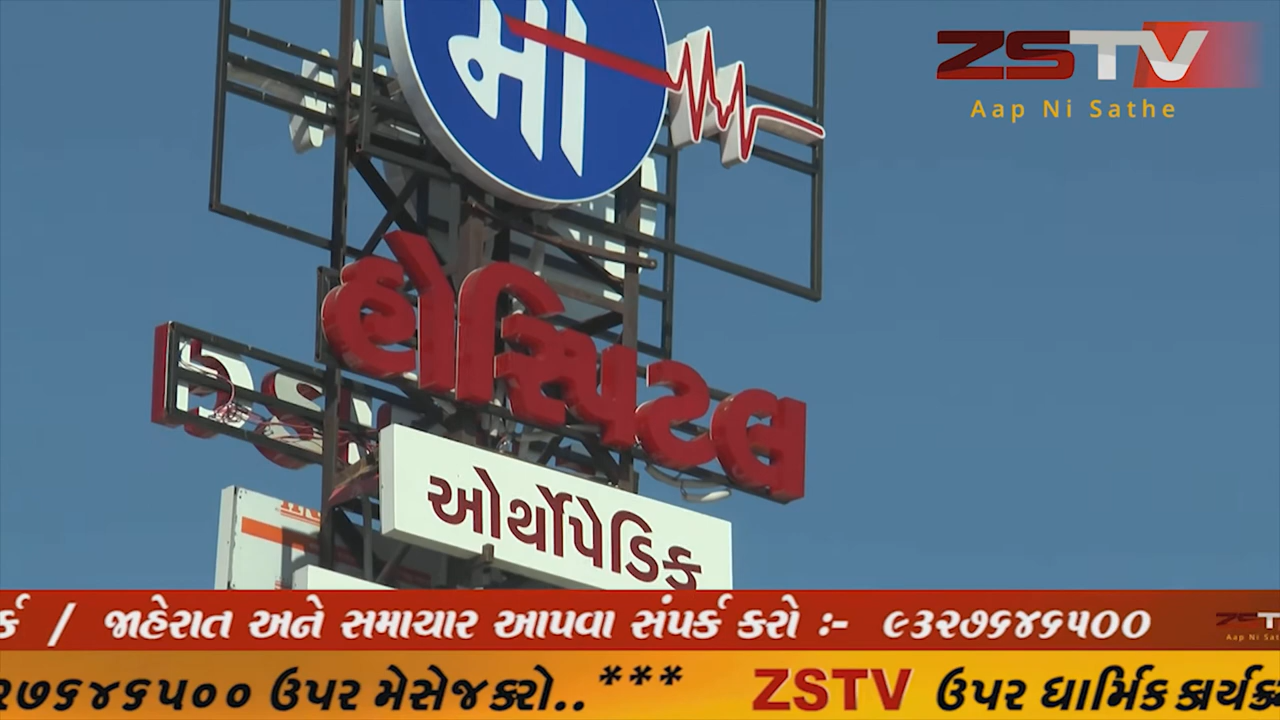 ZSTV
Aap Ni Sathe
મા
હોસ્પિટલ
ઓર્થોપેડિક
ર્ક / જાહેરાત અને સમાચાર આપવા સંપર્ક કરો :- ૯૩૨૭૬૪૬૫૦૦
૨૭૬૪૬૫૦૦ ઉપર મેસેજ કરો.. *** ZSTV ઉપર ધાર્મિક કાર્યક્ર